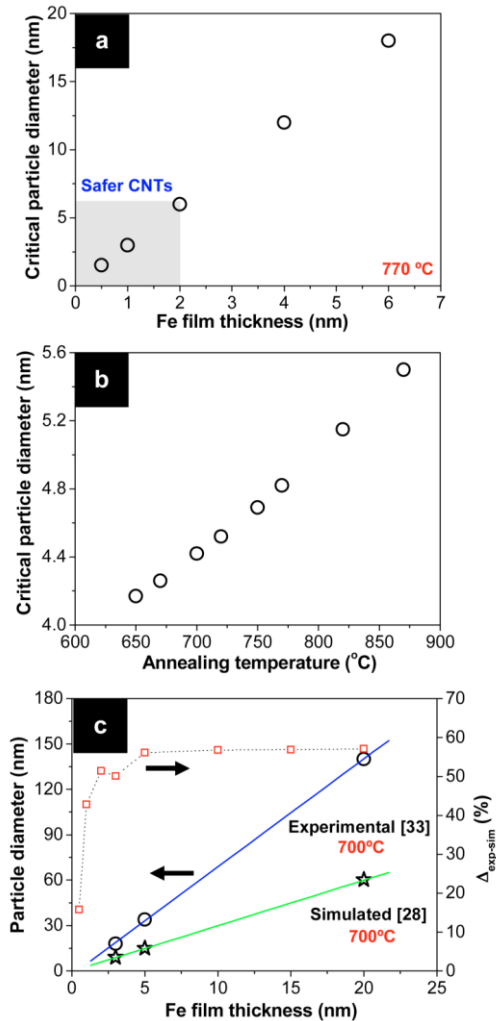 a
Critical particle diameter (nm)
20
15
10
5
0
Safer CNTs
770 ºC
0 1 2 3 4 5 6 7
Fe film thickness (nm)
b
Critical particle diameter (nm)
5.6
5.2
4.8
4.4
4.0
600 650 700 750 800 850 900
Annealing temperature (°C)
c
Particle diameter (nm)
180
150
120
90
60
30
0
70
60
50
40
30
20
10
0
Δexp-sim (%)
Experimental [33]
700ºC
Simulated [28]
700ºC
0 5 10 15 20 25
Fe film thickness (nm)